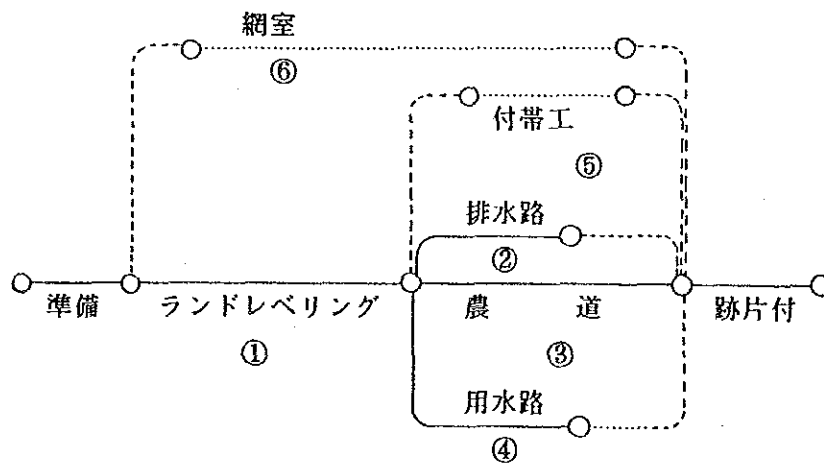 網室
⑥
付帯工
⑤
排水路
②
準備 ランドレベリング 農道 跡片付
① ③
用水路
④